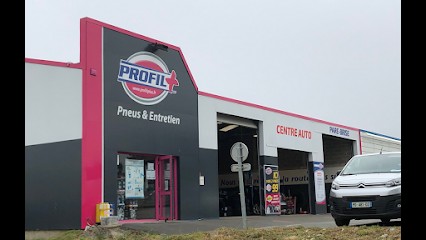 PROFIL+
www.profilplus.fr
Pneus & Entretien
CENTRE AUTO
PARE-BRISE